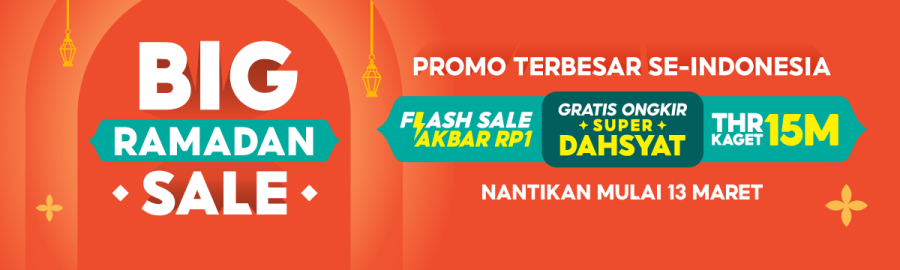 BIG
RAMADAN
SALE
PROMO TERBESAR SE-INDONESIA
FLASH SALE
AKBAR RP1
GRATIS ONGKIR
SUPER
DAHSYAT
THR
KAGET
15M
NANTIKAN MULAI 13 MARET